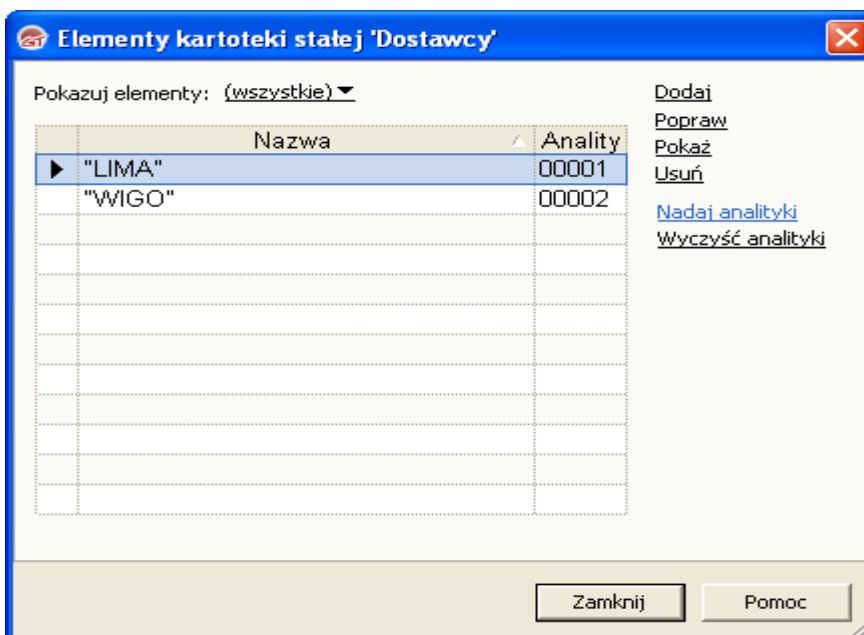 Elementy kartoteki stałej 'Dostawcy'
Pokazuj elementy: (wszystkie)
Nazwa Anality
"LIMA" 00001
"WIGO" 00002
Dodaj
Popraw
Pokaż
Usuń
Nadaj analityki
Wyczyść analityki
Zamknij Pomoc